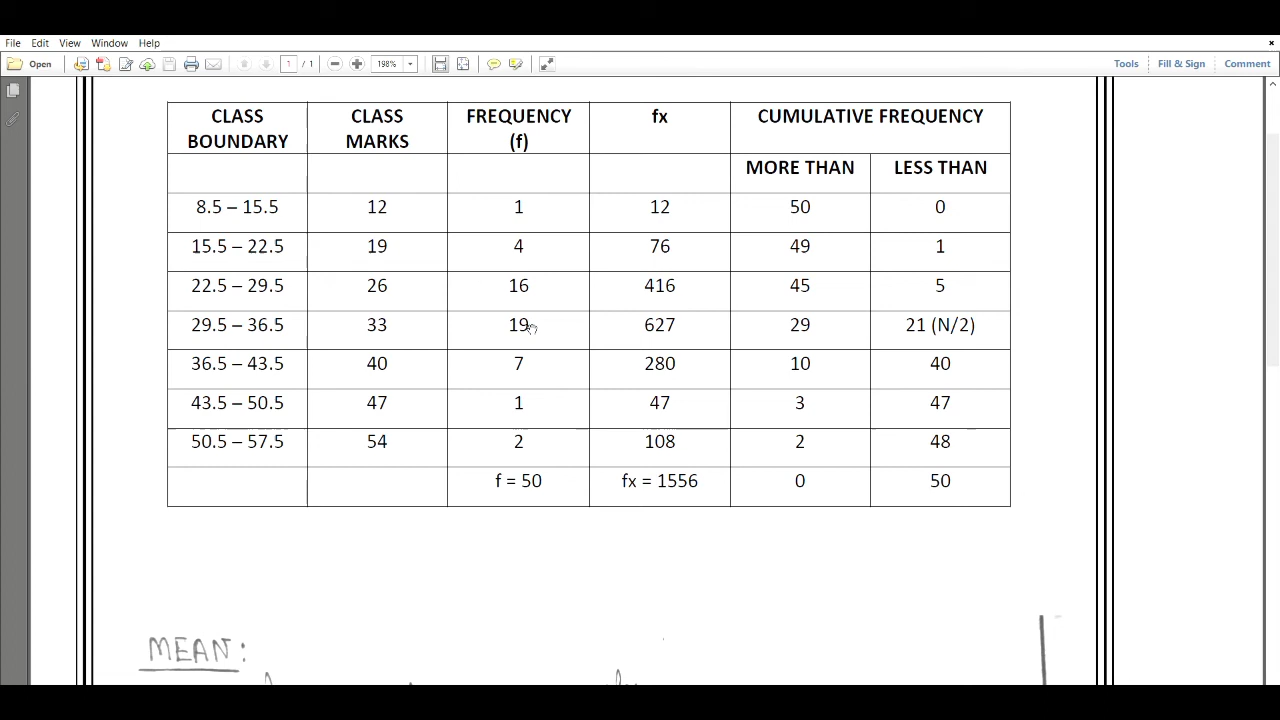 File Edit View Window Help ×
Open 1 / 1 198% Tools Fill & Sign Comment
CLASS BOUNDARY CLASS MARKS FREQUENCY (f) fx CUMULATIVE FREQUENCY
MORE THAN LESS THAN
8.5 – 15.5 12 1 12 50 0
15.5 – 22.5 19 4 76 49 1
22.5 – 29.5 26 16 416 45 5
29.5 – 36.5 33 19 627 29 21 (N/2)
36.5 – 43.5 40 7 280 10 40
43.5 – 50.5 47 1 47 3 47
50.5 – 57.5 54 2 108 2 48
f = 50 fx = 1556 0 50
MEAN: